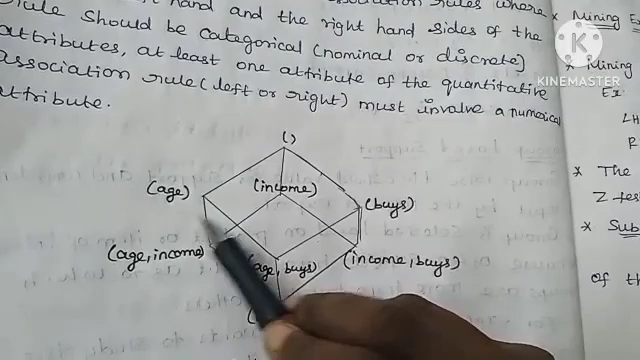 hand and the right hand sides of the
rule should be categorical (nominal or discrete)
attributes, at least one attribute of the quantitative
association rule (left or right) must involve a numerical
attribute.
()
(age)
(income)
(buys)
(age, income)
(age, buys)
(income, buys)
* Mining
* Mining
Ex:
LH
R
* The
Z tes
* Sub
of the
K
KINEMASTER